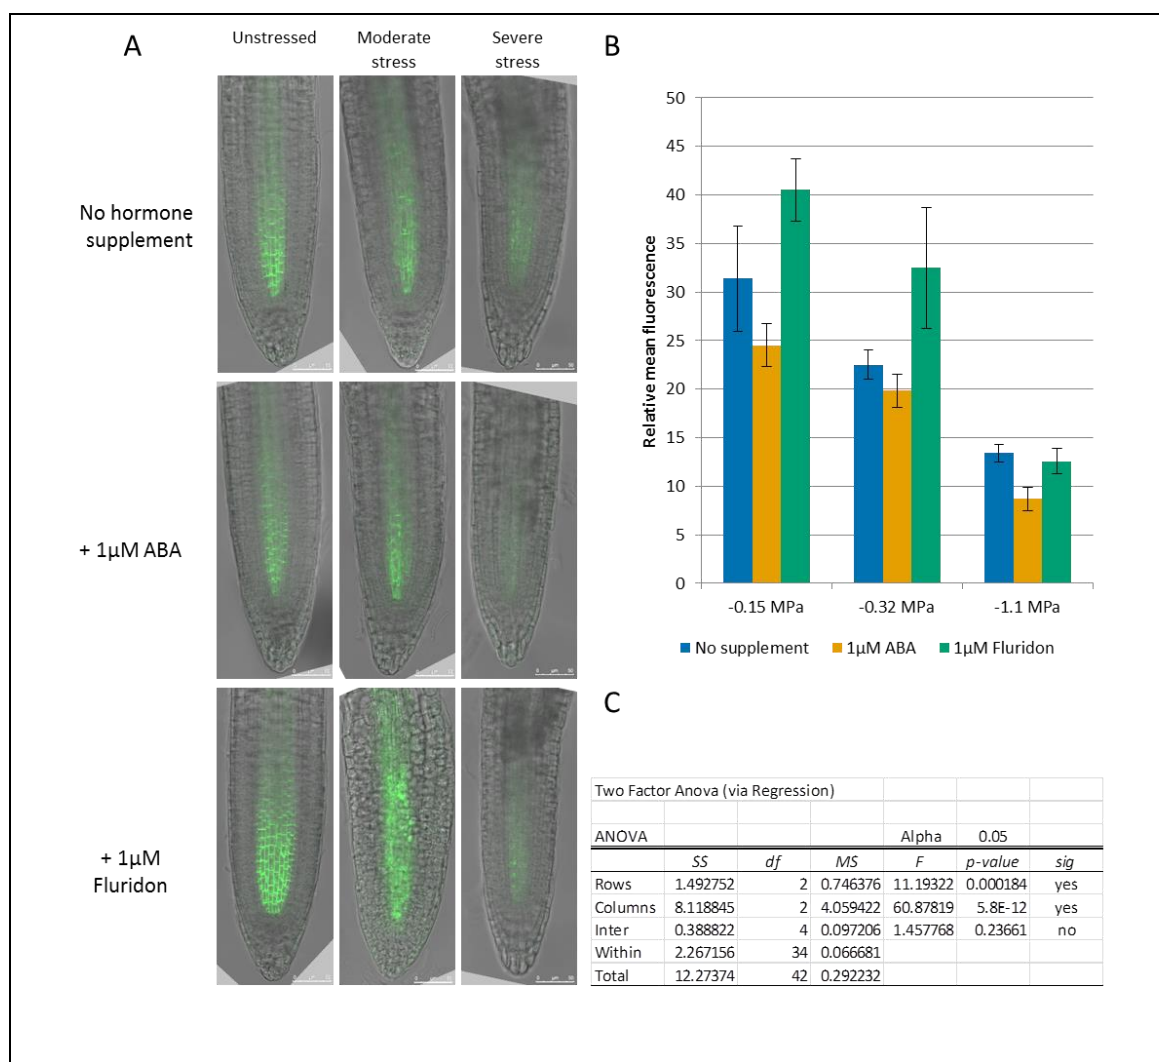 A
Unstressed
Moderate
stress
Severe
stress
No hormone
supplement
+ 1µM ABA
+ 1µM
Fluridon
B
Relative mean fluorescence
50
45
40
35
30
25
20
15
10
5
0
-0.15 MPa
-0.32 MPa
-1.1 MPa
No supplement
1µM ABA
1µM Fluridon
C
Two Factor Anova (via Regression)
ANOVA Alpha 0.05
SS df MS F p-value sig
Rows 1.492752 2 0.746376 11.19322 0.000184 yes
Columns 8.118845 2 4.059422 60.87819 5.8E-12 yes
Inter 0.388822 4 0.097206 1.457768 0.23661 no
Within 2.267156 34 0.066681
Total 12.27374 42 0.292232